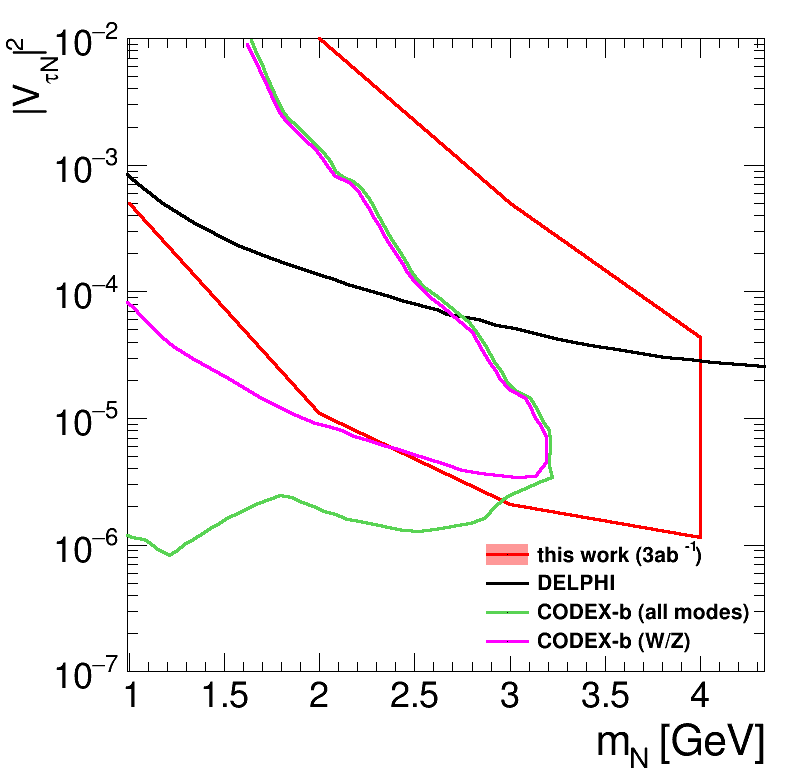 |V_τN|²
10⁻²
10⁻³
10⁻⁴
10⁻⁵
10⁻⁶
10⁻⁷
this work (3ab⁻¹)
DELPHI
CODEX-b (all modes)
CODEX-b (W/Z)
1 1.5 2 2.5 3 3.5 4
m_N [GeV]